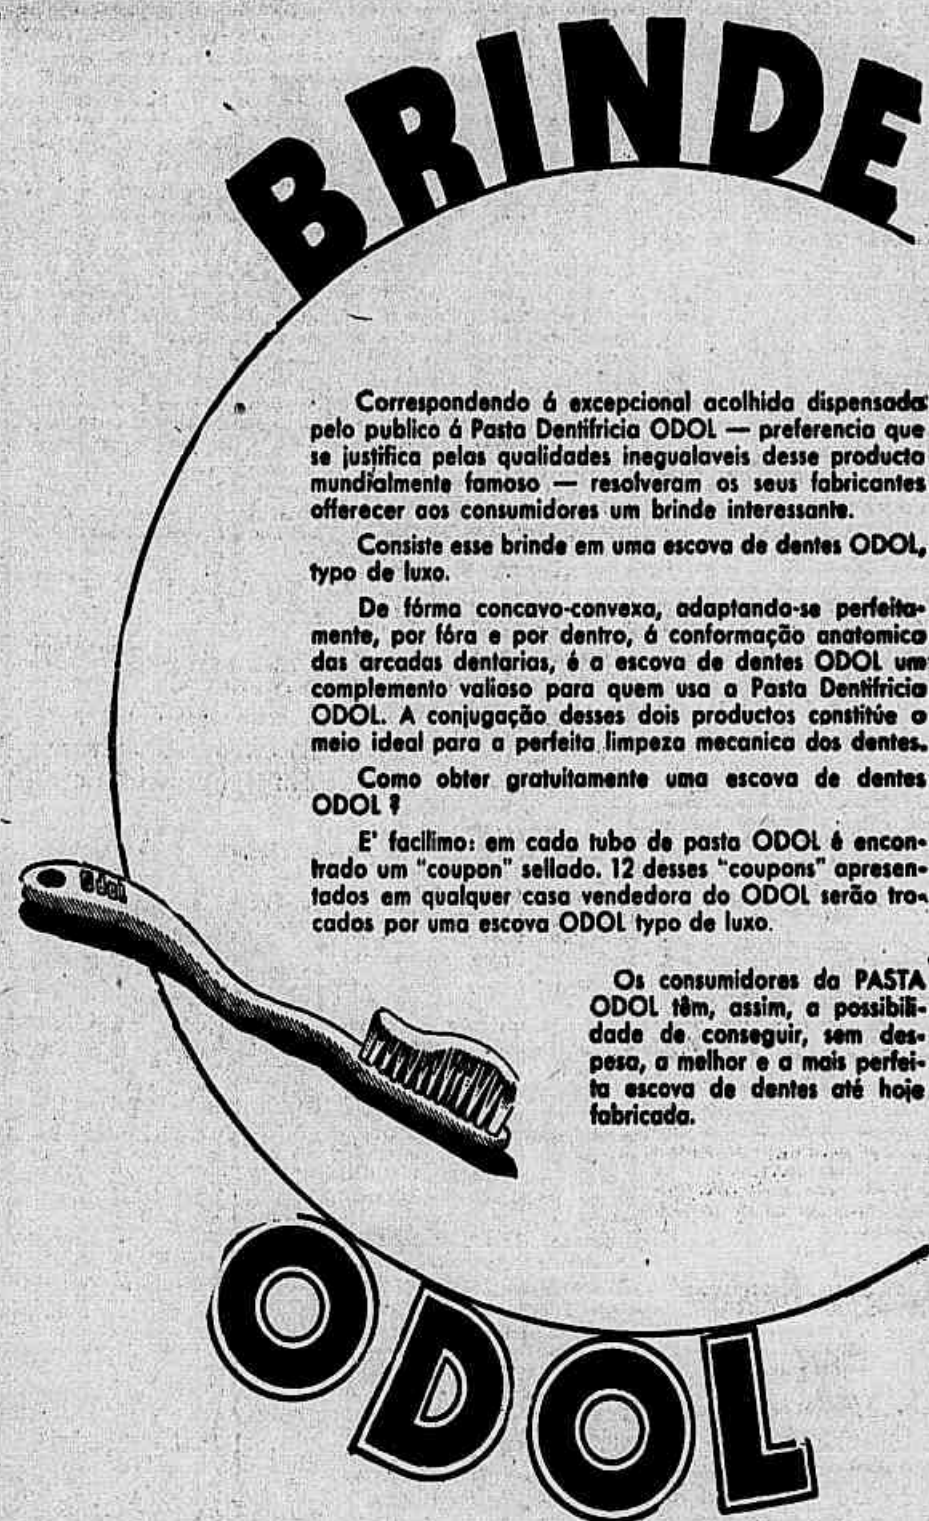 BRINDE
Correspondendo á excepcional acolhida dispensada
pelo publico á Pasta Dentifricia ODOL — preferencia que
se justifica pelas qualidades inegualaveis desse producto
mundialmente famoso — resolveram os seus fabricantes
offerecer aos consumidores um brinde interessante.
Consiste esse brinde em uma escova de dentes ODOL,
typo de luxo.
De fórma concavo-convexa, adaptando-se perfeita-
mente, por fóra e por dentro, á conformação anatomica
das arcadas dentarias, é a escova de dentes ODOL um
complemento valioso para quem usa a Pasta Dentifricia
ODOL. A conjugação desses dois productos constitúe o
meio ideal para a perfeita limpeza mecanica dos dentes.
Como obter gratuitamente uma escova de dentes
ODOL ?
E' facilimo: em cada tubo de pasta ODOL é encon-
trado um "coupon" sellado. 12 desses "coupons" apresen-
tados em qualquer casa vendedora do ODOL serão tro-
cados por uma escova ODOL typo de luxo.
Os consumidores da PASTA
ODOL têm, assim, a possibili-
dade de conseguir, sem des-
pesa, a melhor e a mais perfei-
ta escova de dentes até hoje
fabricada.
Odol
ODOL